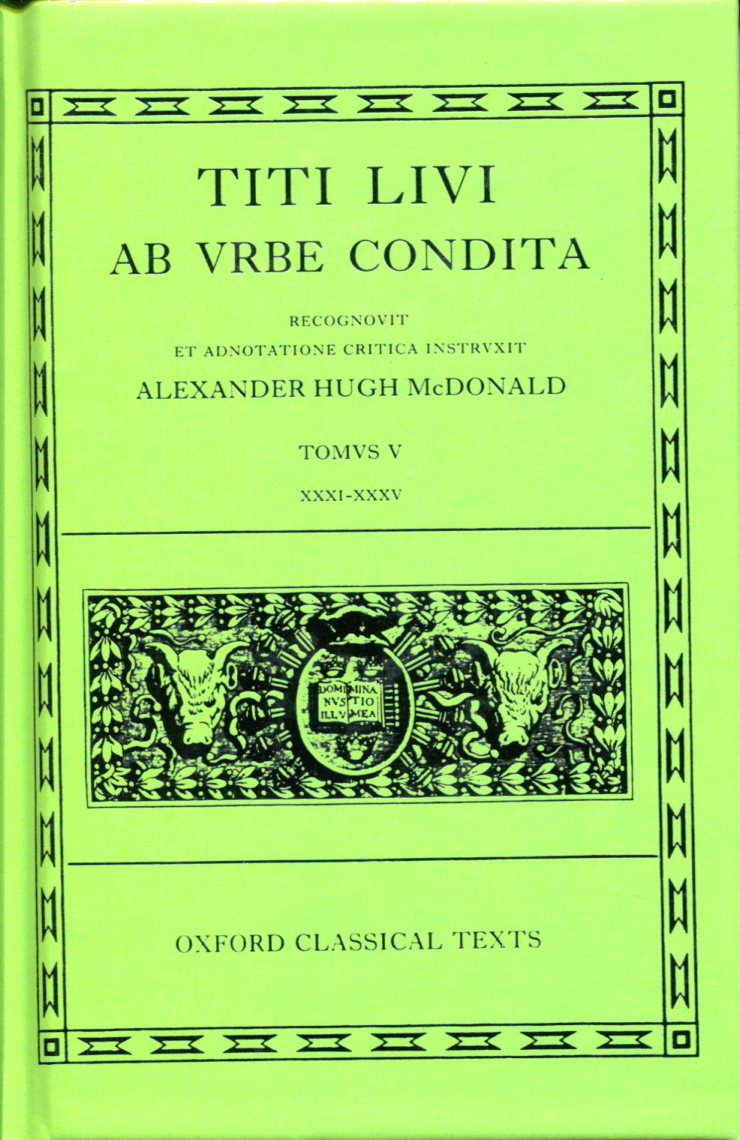 TITI LIVI
AB VRBE CONDITA
RECOGNOVIT
ET ADNOTATIONE CRITICA INSTRVXIT
ALEXANDER HUGH McDONALD
TOMVS V
XXXI-XXXV
DOMI MINA
NVS TIO
ILLV MEA
OXFORD CLASSICAL TEXTS